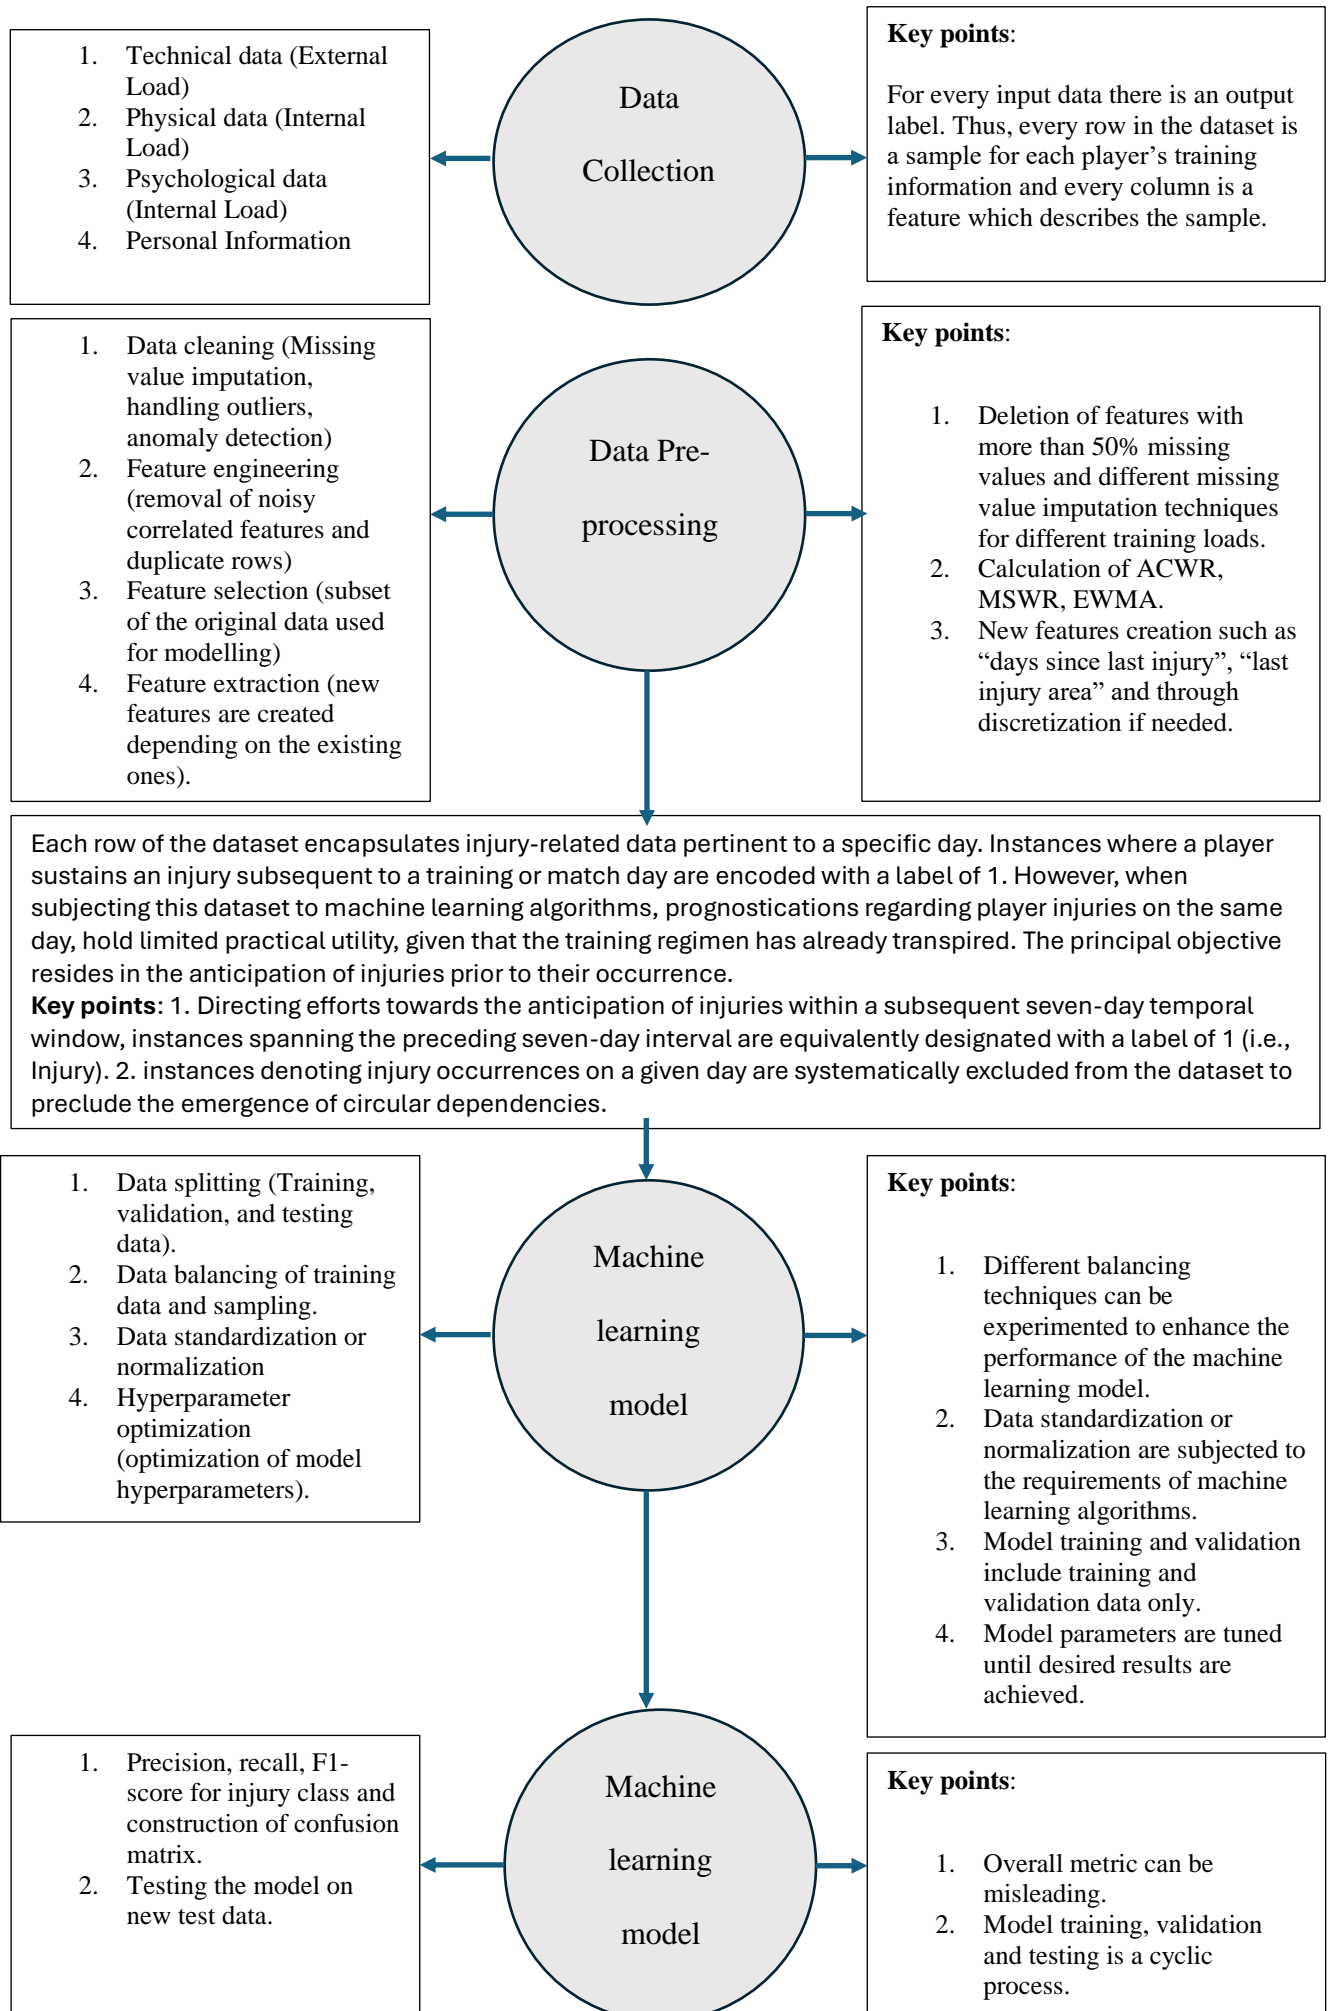 1. Technical data (External
Load)
2. Physical data (Internal
Load)
3. Psychological data
(Internal Load)
4. Personal Information
Data
Collection
Key points:
For every input data there is an output
label. Thus, every row in the dataset is
a sample for each player’s training
information and every column is a
feature which describes the sample.
1. Data cleaning (Missing
value imputation,
handling outliers,
anomaly detection)
2. Feature engineering
(removal of noisy
correlated features and
duplicate rows)
3. Feature selection (subset
of the original data used
for modelling)
4. Feature extraction (new
features are created
depending on the existing
ones).
Data Pre-
processing
Key points:
1. Deletion of features with
more than 50% missing
values and different missing
value imputation techniques
for different training loads.
2. Calculation of ACWR,
MSWR, EWMA.
3. New features creation such as
“days since last injury”, “last
injury area” and through
discretization if needed.
Each row of the dataset encapsulates injury-related data pertinent to a specific day. Instances where a player
sustains an injury subsequent to a training or match day are encoded with a label of 1. However, when
subjecting this dataset to machine learning algorithms, prognostications regarding player injuries on the same
day, hold limited practical utility, given that the training regimen has already transpired. The principal objective
resides in the anticipation of injuries prior to their occurrence.
Key points: 1. Directing efforts towards the anticipation of injuries within a subsequent seven-day temporal
window, instances spanning the preceding seven-day interval are equivalently designated with a label of 1 (i.e.,
Injury). 2. instances denoting injury occurrences on a given day are systematically excluded from the dataset to
preclude the emergence of circular dependencies.
1. Data splitting (Training,
validation, and testing
data).
2. Data balancing of training
data and sampling.
3. Data standardization or
normalization
4. Hyperparameter
optimization
(optimization of model
hyperparameters).
Machine
learning
model
Key points:
1. Different balancing
techniques can be
experimented to enhance the
performance of the machine
learning model.
2. Data standardization or
normalization are subjected to
the requirements of machine
learning algorithms.
3. Model training and validation
include training and
validation data only.
4. Model parameters are tuned
until desired results are
achieved.
1. Precision, recall, F1-
score for injury class and
construction of confusion
matrix.
2. Testing the model on
new test data.
Machine
learning
model
Key points:
1. Overall metric can be
misleading.
2. Model training, validation
and testing is a cyclic
process.